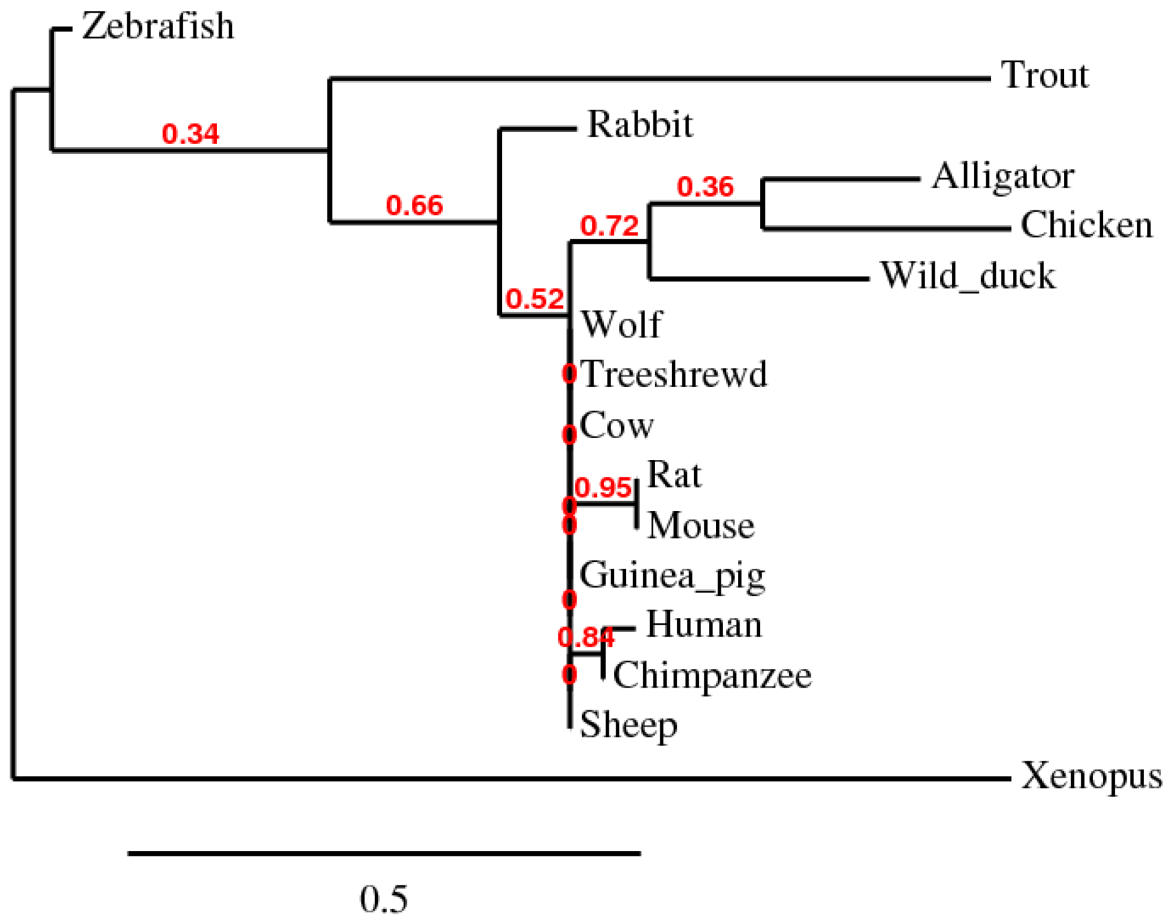 Zebrafish
Trout
0.34
Rabbit
Alligator
0.36
0.66
Chicken
0.72
Wild_duck
0.52
Wolf
0
Treeshrewd
Cow
0
Rat
0.95
0
Mouse
0
Guinea_pig
0
Human
0.84
Chimpanzee
0
Sheep
Xenopus
0.5